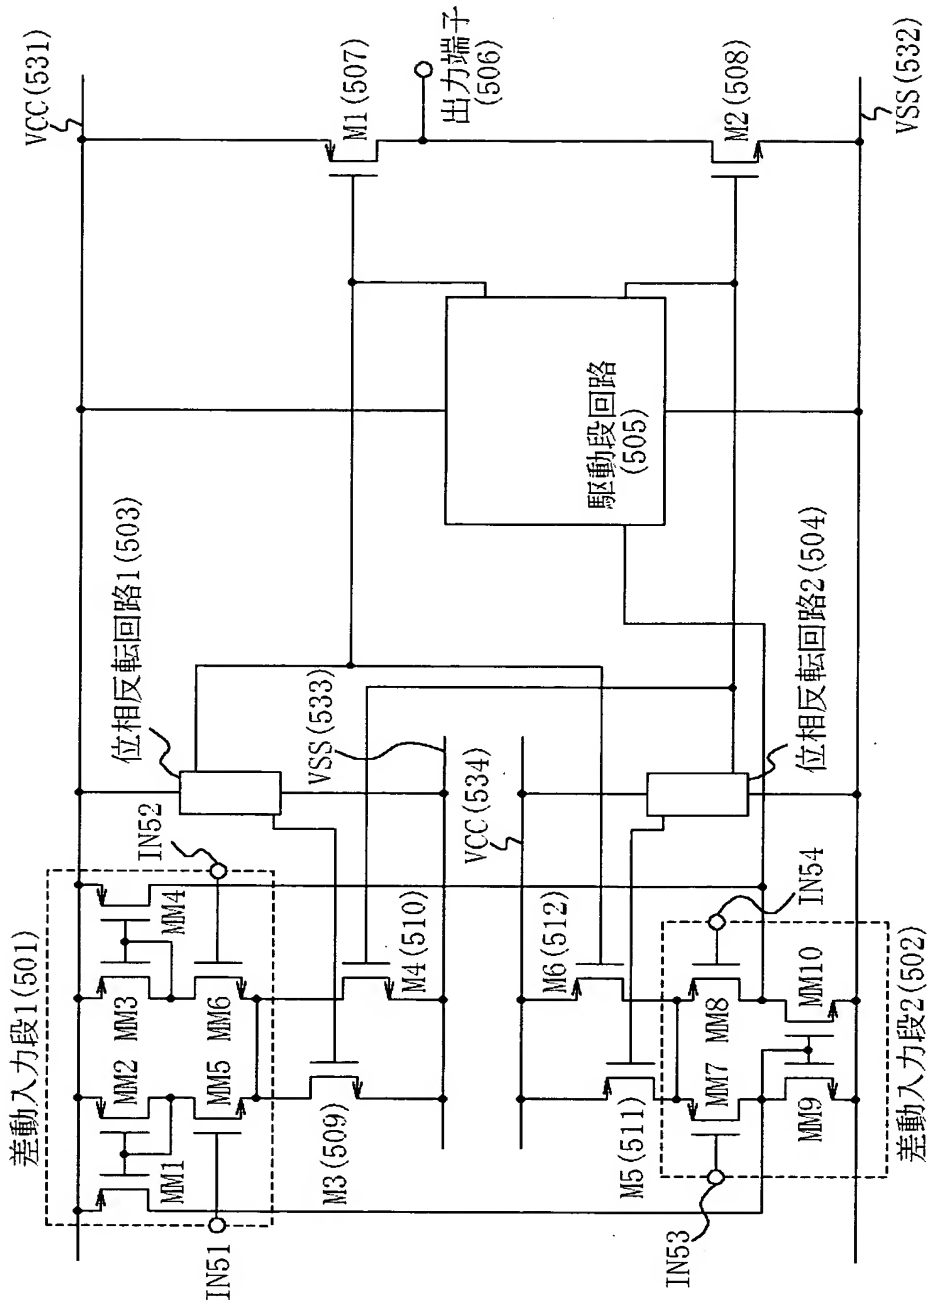 差動入力段1(501)
MM1
MM2
MM3
MM4
MM5
MM6
IN51
IN52
位相反転回路1(503)
VCC(531)
M3(509)
M4(510)
VSS(533)
VCC(534)
M5(511)
M6(512)
IN53
IN54
MM7
MM8
MM9
MM10
差動入力段2(502)
位相反転回路2(504)
駆動段回路
(505)
M1(507)
出力端子
(506)
M2(508)
VSS(532)